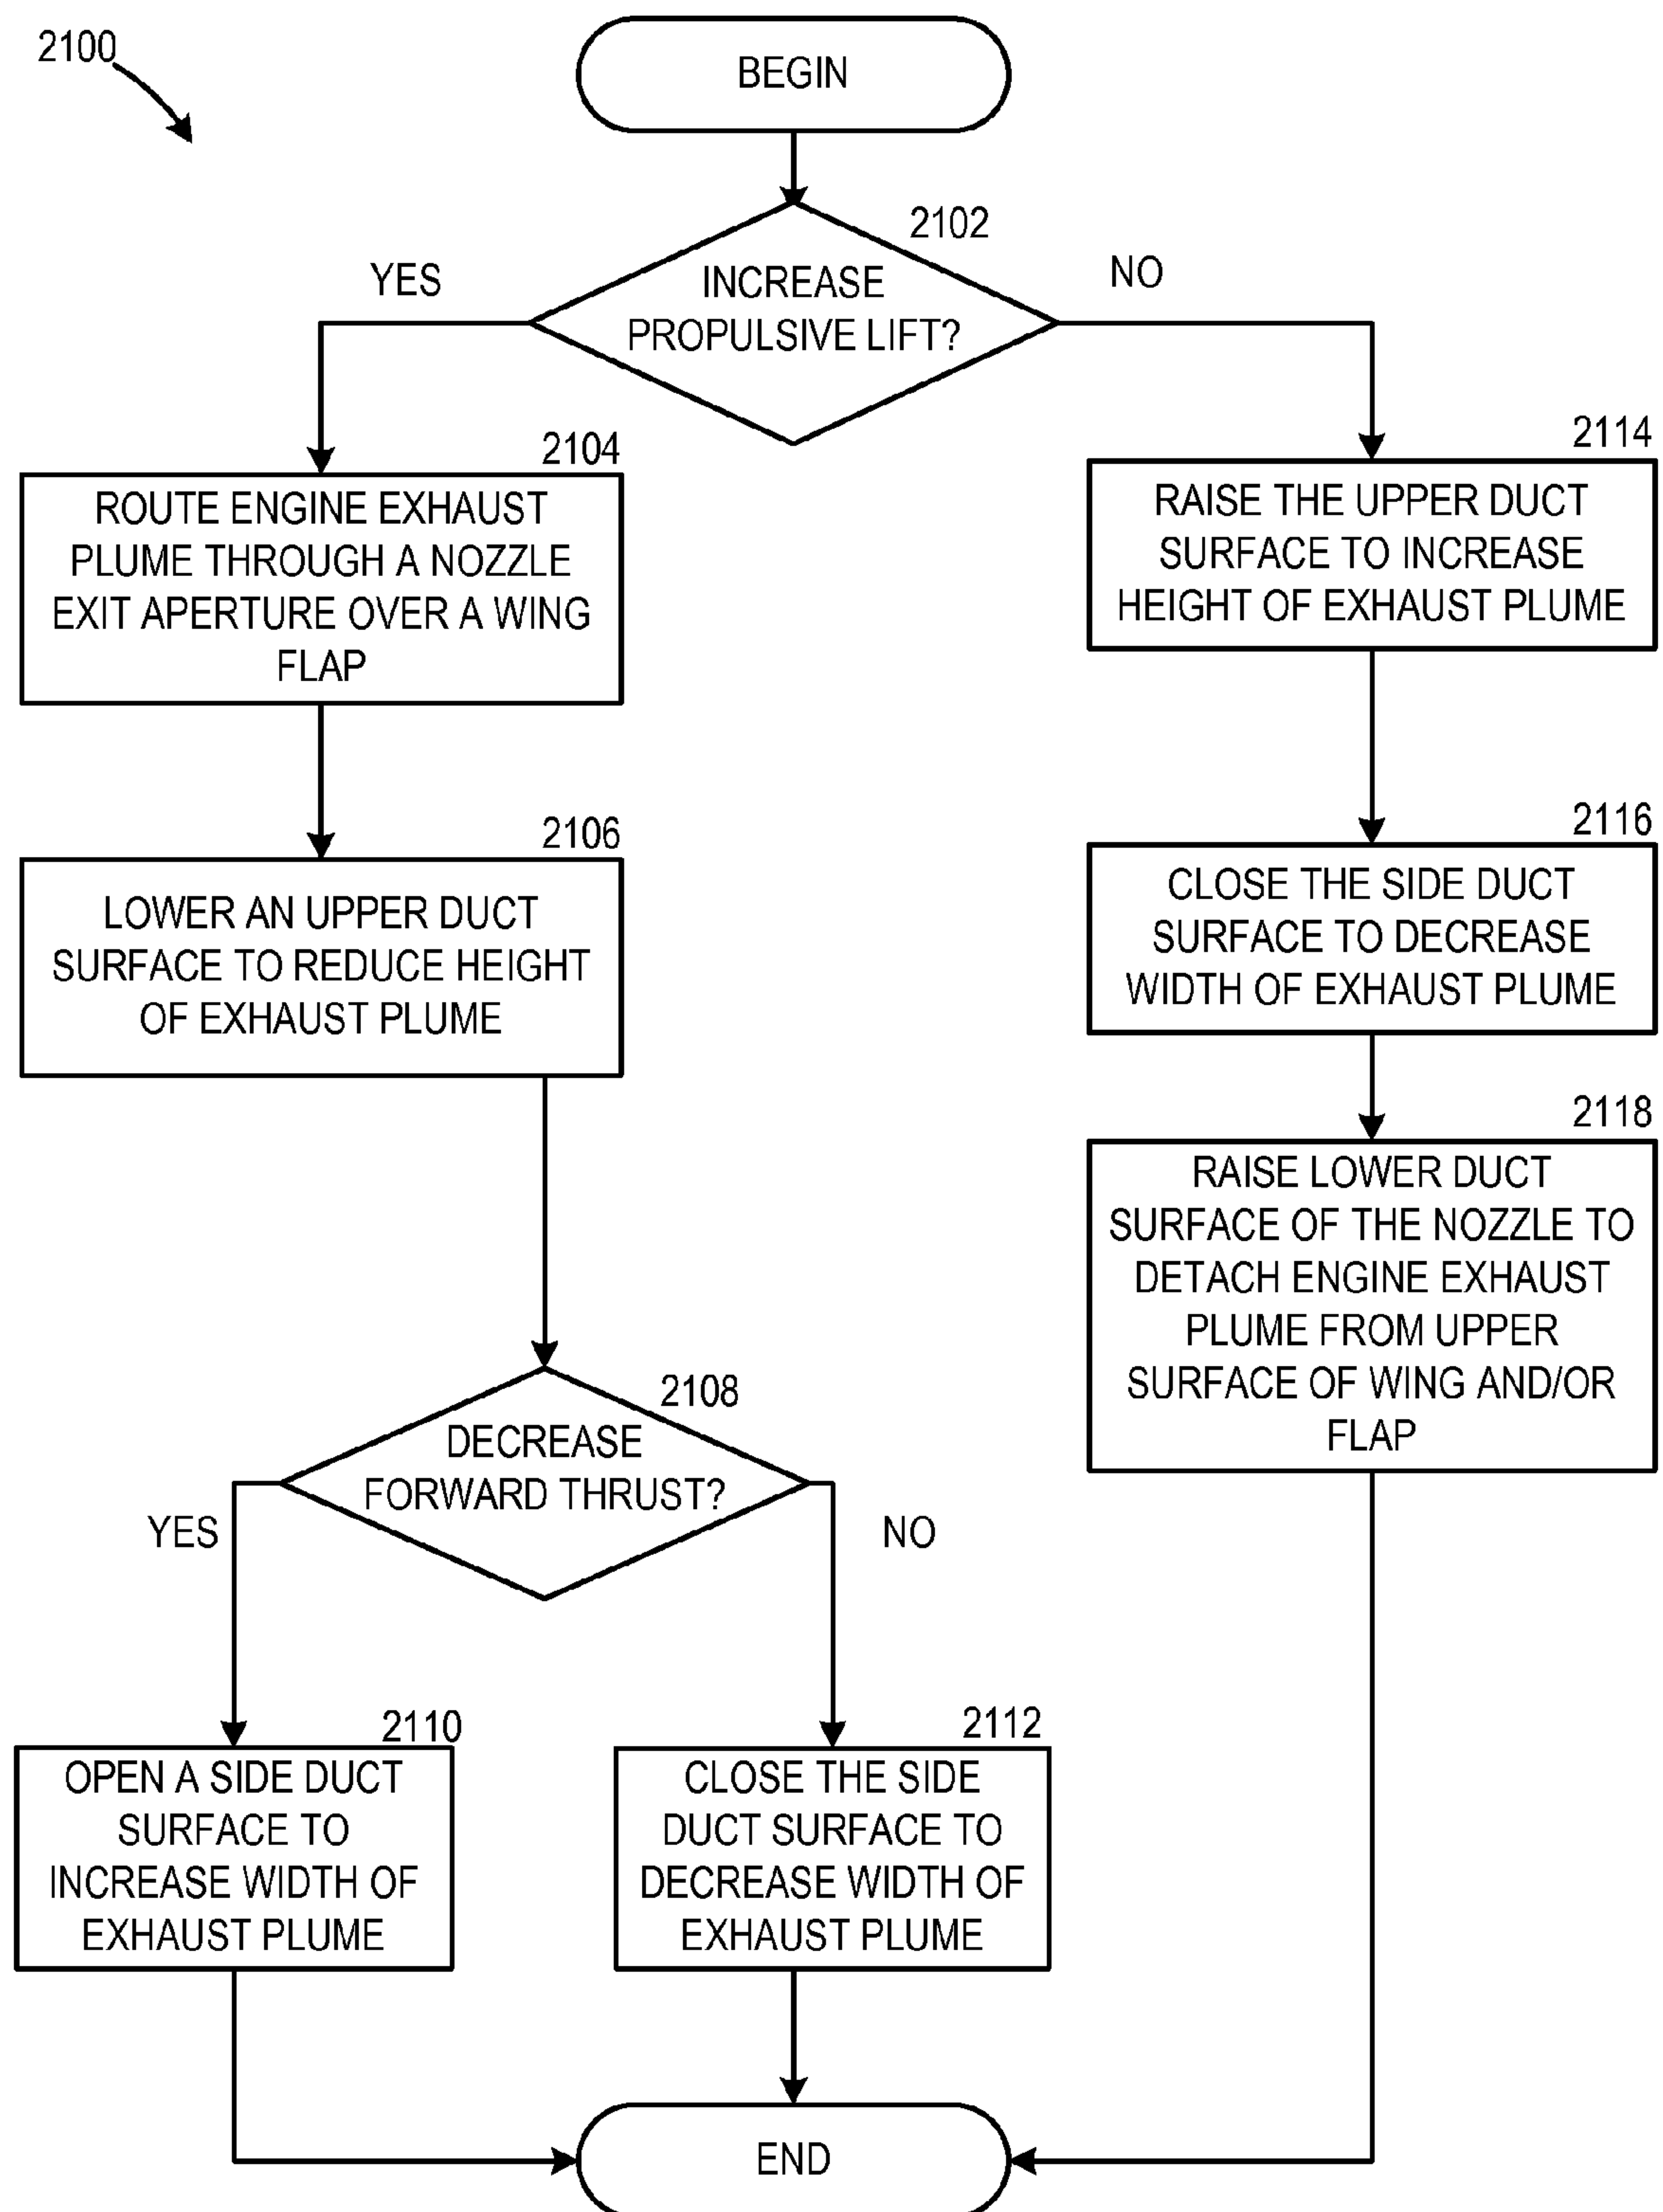 2100
BEGIN
2102
INCREASE
PROPULSIVE LIFT?
YES
NO
2104
ROUTE ENGINE EXHAUST
PLUME THROUGH A NOZZLE
EXIT APERTURE OVER A WING
FLAP
2106
LOWER AN UPPER DUCT
SURFACE TO REDUCE HEIGHT
OF EXHAUST PLUME
2108
DECREASE
FORWARD THRUST?
YES
NO
2110
OPEN A SIDE DUCT
SURFACE TO
INCREASE WIDTH OF
EXHAUST PLUME
2112
CLOSE THE SIDE
DUCT SURFACE TO
DECREASE WIDTH OF
EXHAUST PLUME
2114
RAISE THE UPPER DUCT
SURFACE TO INCREASE
HEIGHT OF EXHAUST PLUME
2116
CLOSE THE SIDE DUCT
SURFACE TO DECREASE
WIDTH OF EXHAUST PLUME
2118
RAISE LOWER DUCT
SURFACE OF THE NOZZLE TO
DETACH ENGINE EXHAUST
PLUME FROM UPPER
SURFACE OF WING AND/OR
FLAP
END